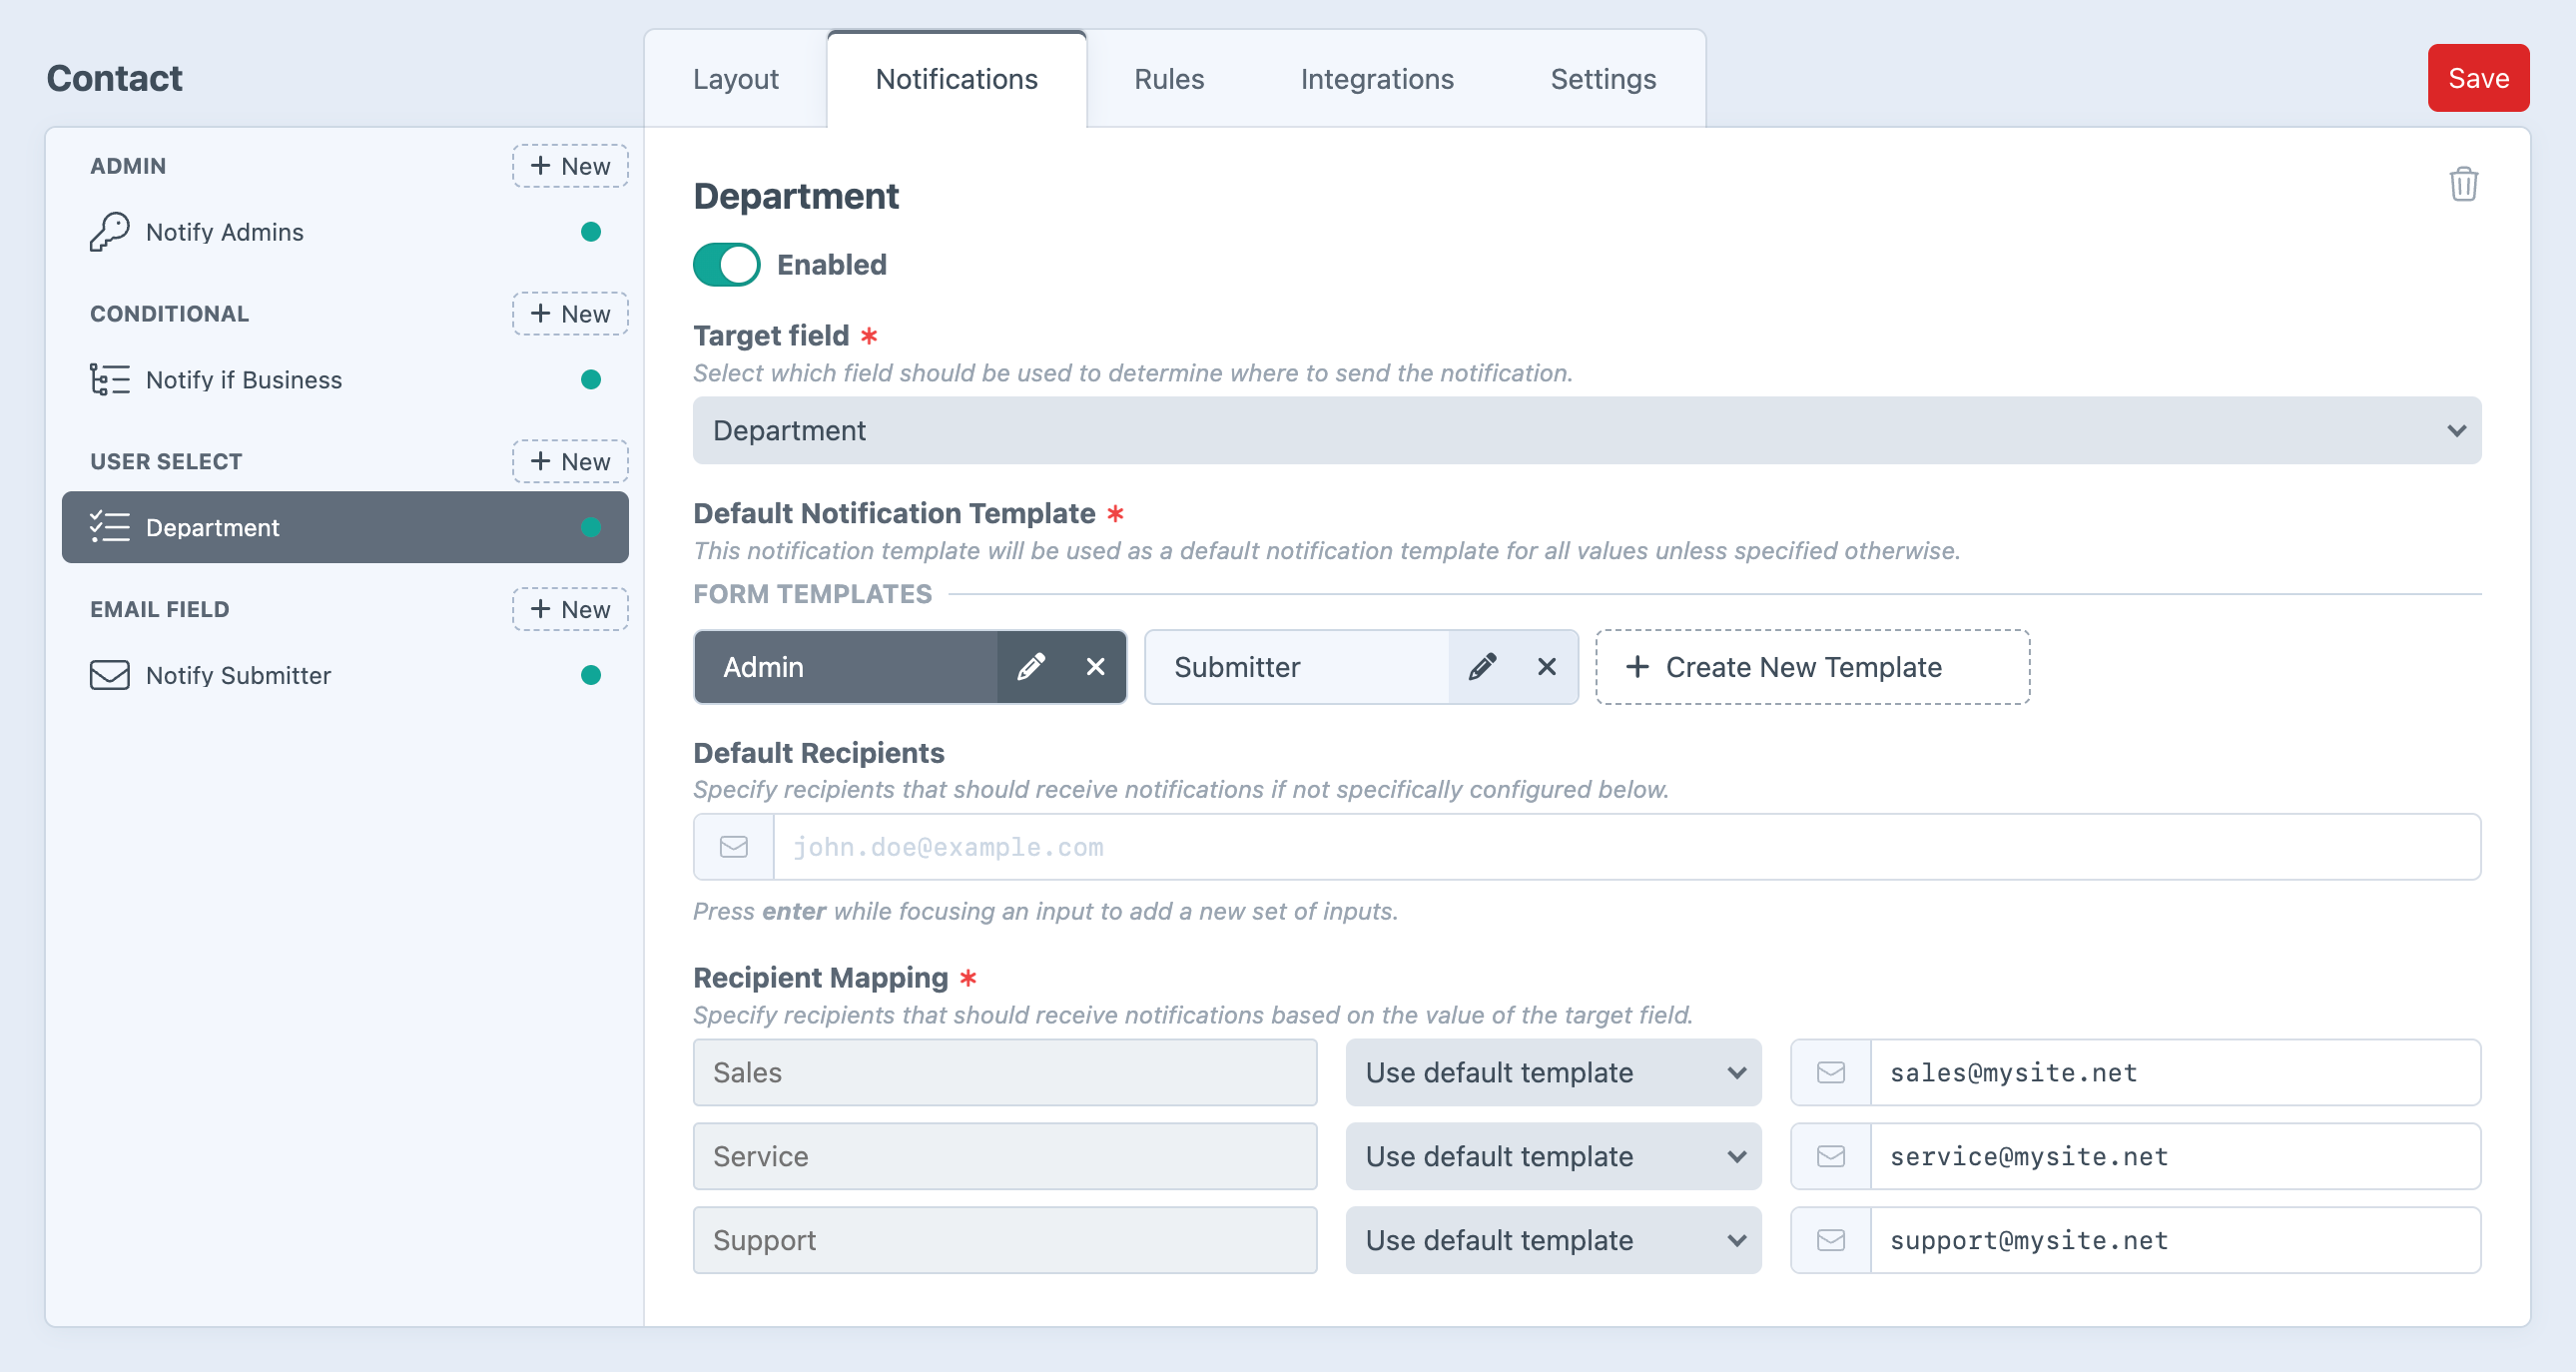 Contact
Layout
Notifications
Rules
Integrations
Settings
Save
ADMIN
New
Notify Admins
CONDITIONAL
New
Notify if Business
USER SELECT
New
Department
EMAIL FIELD
New
Notify Submitter
Department
Enabled
Target field *
Select which field should be used to determine where to send the notification.
Department
Default Notification Template *
This notification template will be used as a default notification template for all values unless specified otherwise.
FORM TEMPLATES
Admin
Submitter
Create New Template
Default Recipients
Specify recipients that should receive notifications if not specifically configured below.
john.doe@example.com
Press enter while focusing an input to add a new set of inputs.
Recipient Mapping *
Specify recipients that should receive notifications based on the value of the target field.
Sales Use default template sales@mysite.net
Service Use default template service@mysite.net
Support Use default template support@mysite.net